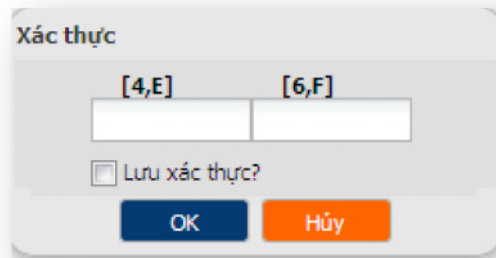 Xác thực
[4,E] [6,F]
Lưu xác thực?
OK Hủy